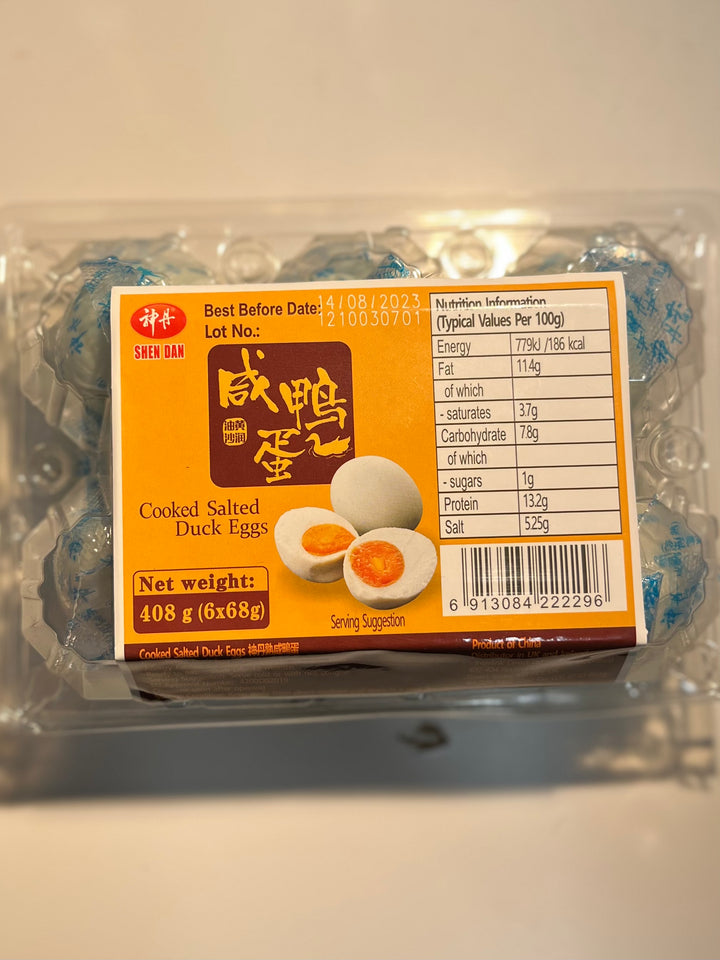 神丹
SHEN DAN
Best Before Date: 14/08/2023
Lot No.: 1210030701
咸鸭蛋
黄润
油沙
Cooked Salted
Duck Eggs
Net weight:
408 g (6x68g)
Serving Suggestion
Nutrition Information
(Typical Values Per 100g)
Energy 779kJ /186 kcal
Fat 11.4g
of which
- saturates 3.7g
Carbohydrate 7.8g
of which
- sugars 1g
Protein 13.2g
Salt 5.25g
6 913084 222296
Cooked Salted Duck Eggs 神丹熟咸鴨蛋
Product of China